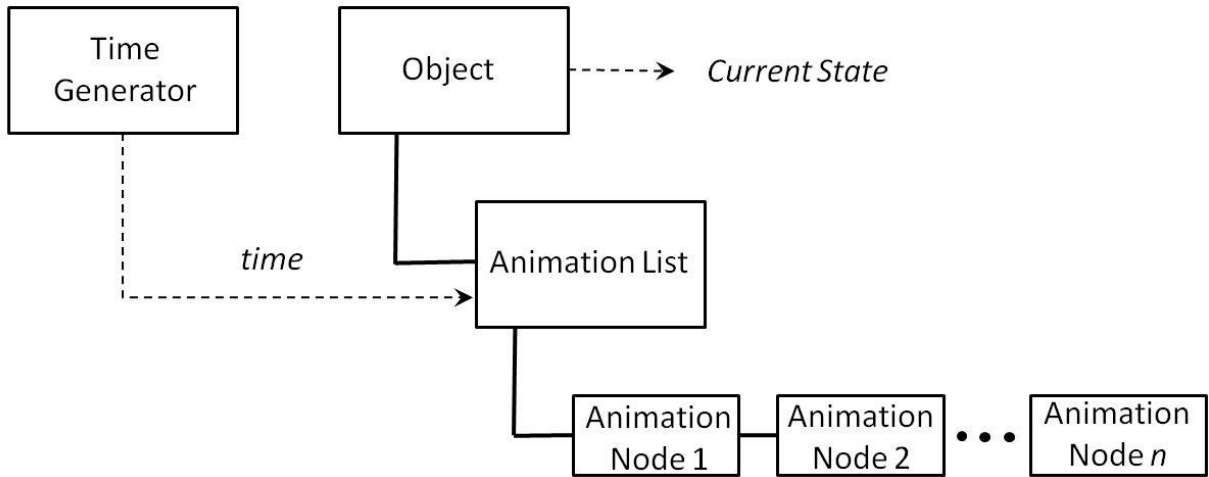 Time
Generator
Object
Current State
time
Animation List
Animation
Node 1
Animation
Node 2
Animation
Node n